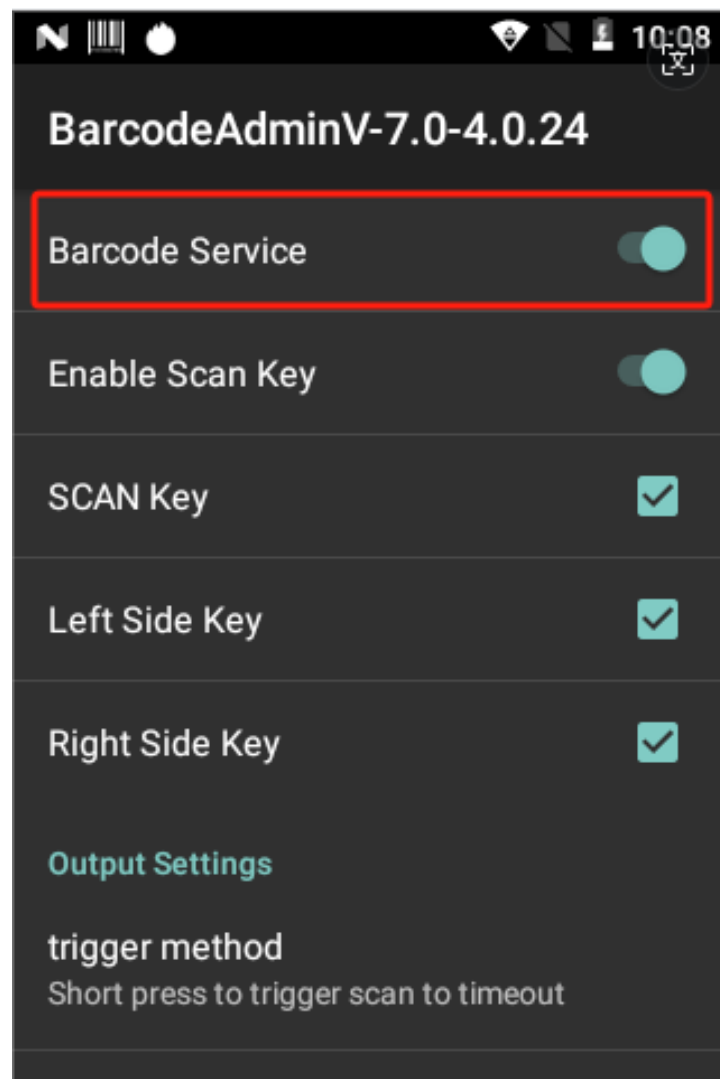 10:08
BarcodeAdminV-7.0-4.0.24
Barcode Service
Enable Scan Key
SCAN Key
Left Side Key
Right Side Key
Output Settings
trigger method
Short press to trigger scan to timeout